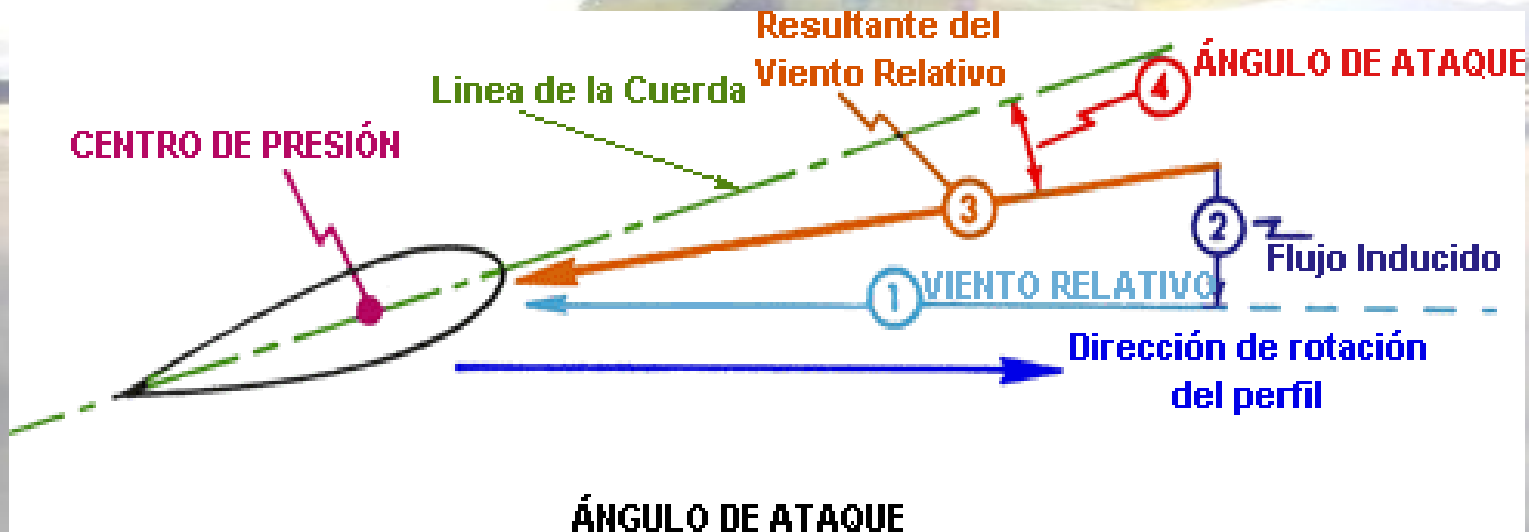 Resultante del
Viento Relativo
ÁNGULO DE ATAQUE
4
Linea de la Cuerda
CENTRO DE PRESIÓN
3
2
Flujo Inducido
1
VIENTO RELATIVO
Dirección de rotación
del perfil
ÁNGULO DE ATAQUE